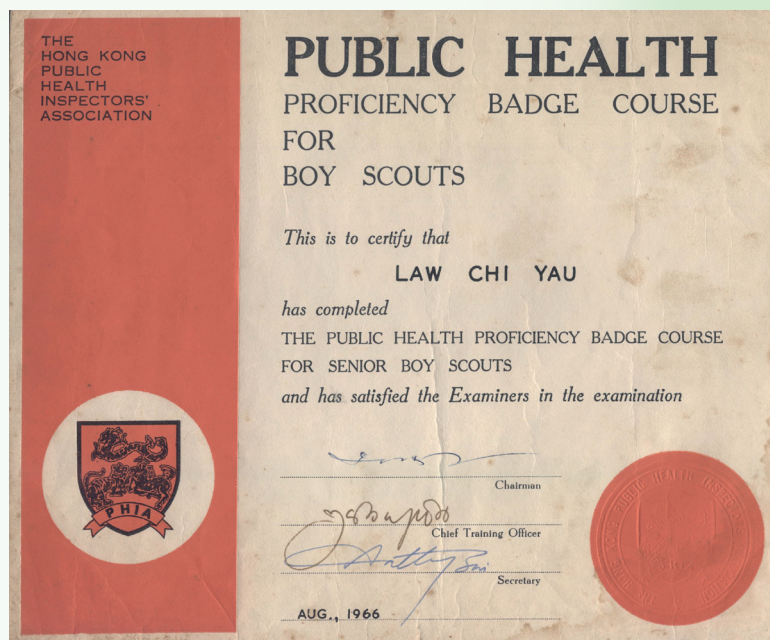 THE
HONG KONG
PUBLIC
HEALTH
INSPECTORS'
ASSOCIATION
PUBLIC HEALTH
PROFICIENCY BADGE COURSE
FOR
BOY SCOUTS
This is to certify that
LAW CHI YAU
has completed
THE PUBLIC HEALTH PROFICIENCY BADGE COURSE
FOR SENIOR BOY SCOUTS
and has satisfied the Examiners in the examination
Chairman
Chief Training Officer
Secretary
AUG., 1966
PHIA
PUBLIC HEALTH